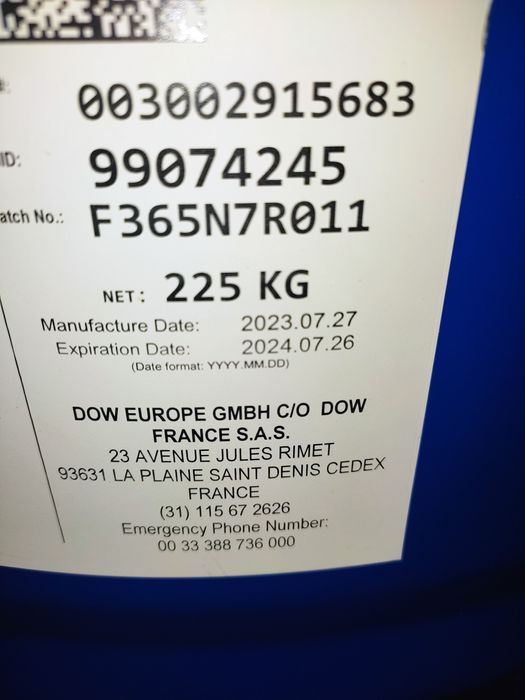 #: 003002915683
ID: 99074245
atch No.: F365N7R011
NET: 225 KG
Manufacture Date: 2023.07.27
Expiration Date: 2024.07.26
(Date format: YYYY.MM.DD)
DOW EUROPE GMBH C/O DOW
FRANCE S.A.S.
23 AVENUE JULES RIMET
93631 LA PLAINE SAINT DENIS CEDEX
FRANCE
(31) 115 67 2626
Emergency Phone Number:
00 33 388 736 000